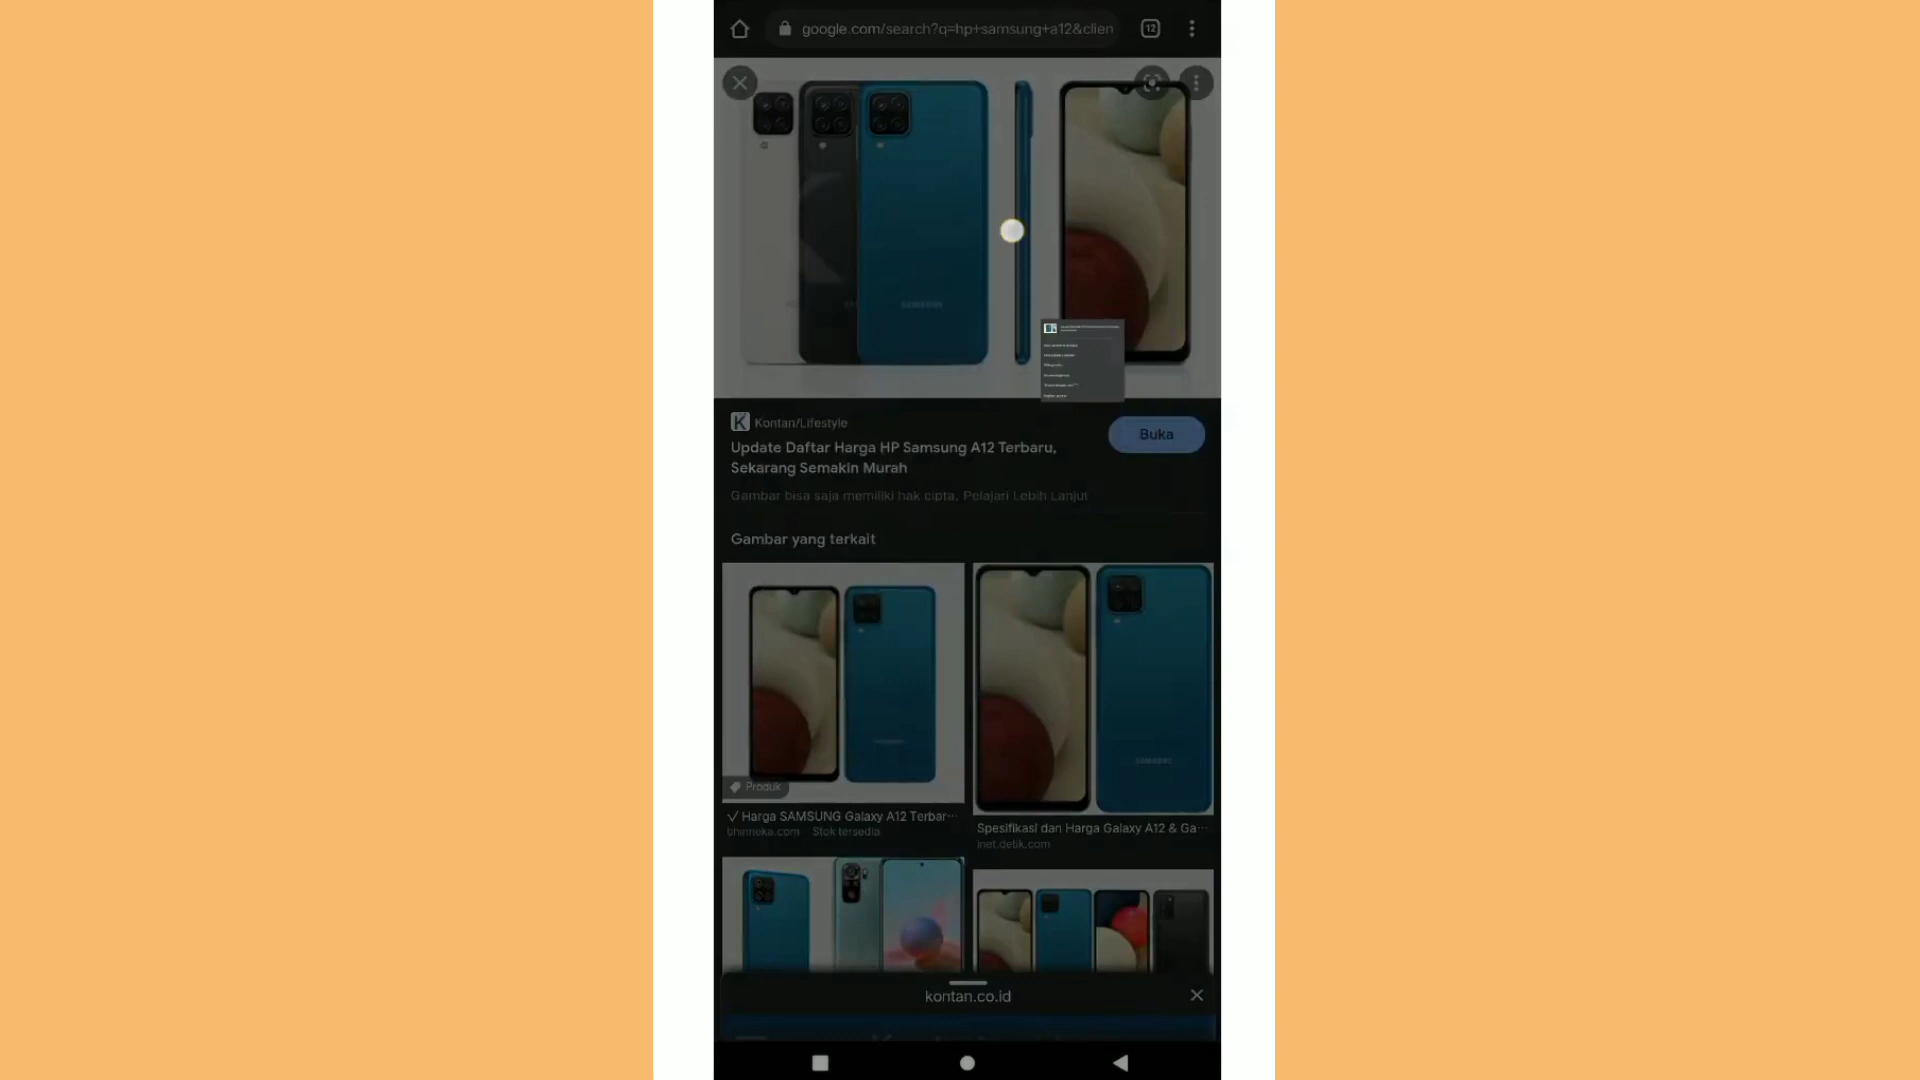 google.com/search?q=hp+samsung+a12&clien
12
SAMSUNG
K Kontan/Lifestyle
Buka
Update Daftar Harga HP Samsung A12 Terbaru,
Sekarang Semakin Murah
Gambar bisa saja memiliki hak cipta. Pelajari Lebih Lanjut
Gambar yang terkait
SAMSUNG
Produk
✓ Harga SAMSUNG Galaxy A12 Terbar...
bhinneka.com Stok tersedia
Spesifikasi dan Harga Galaxy A12 & Ga...
inet.detik.com
kontan.co.id